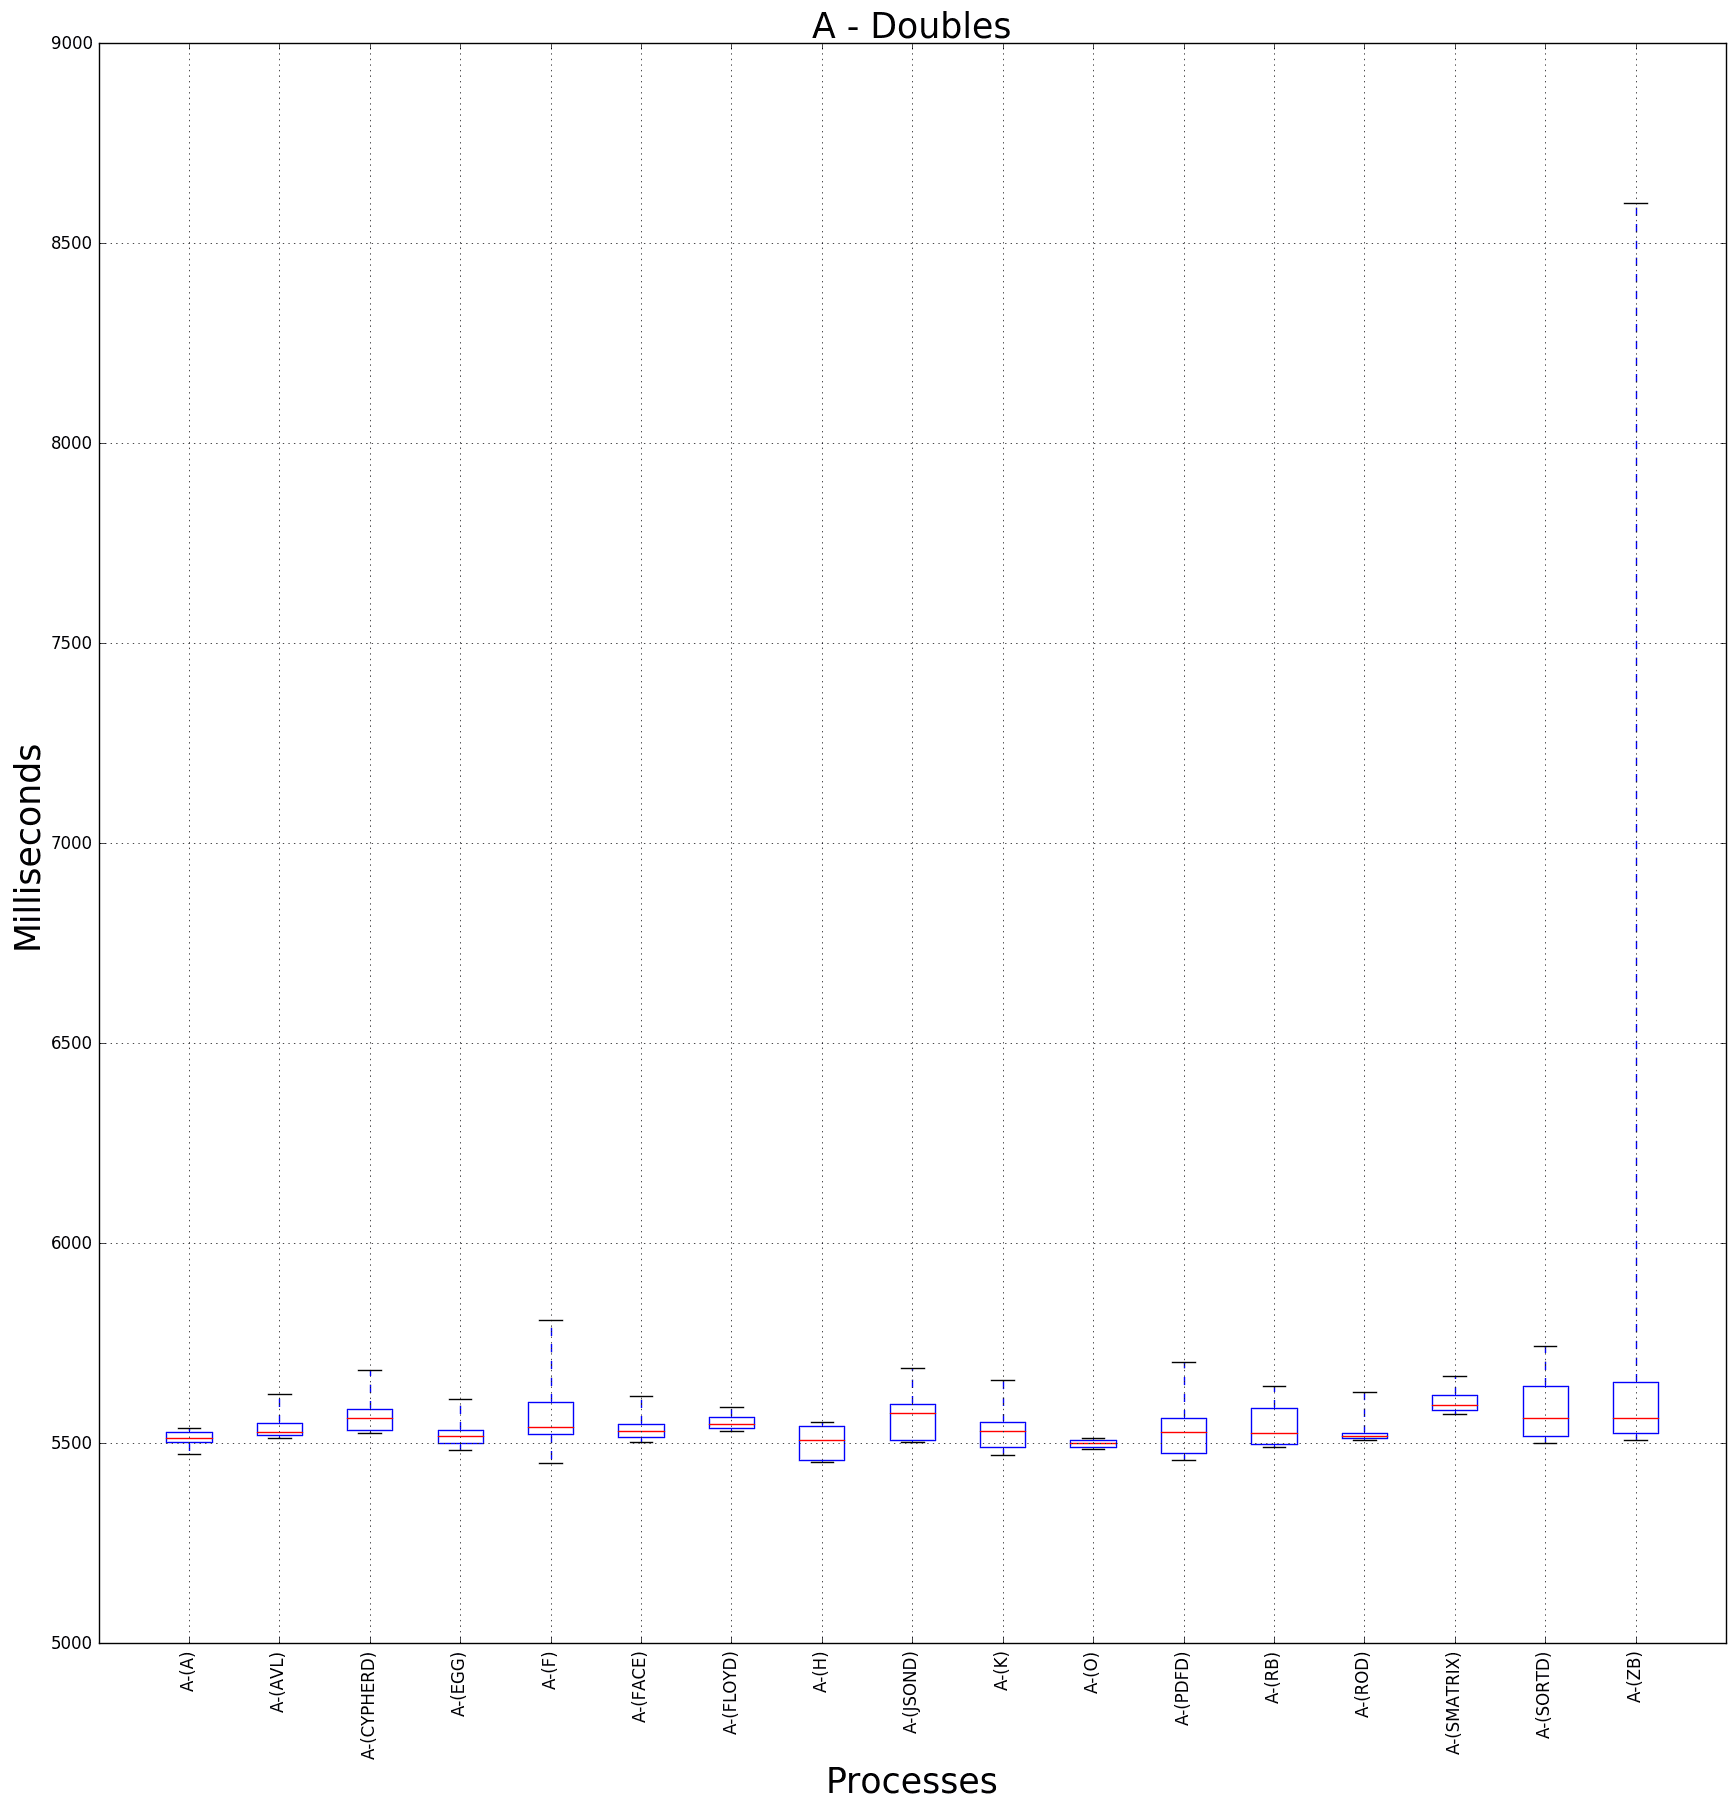 A - Doubles
9000
8500
8000
7500
7000
6500
6000
5500
5000
Milliseconds
A-(A)
A-(AVL)
A-(CYPHERD)
A-(EGG)
A-(F)
A-(FACE)
A-(FLOYD)
A-(H)
A-(JSOND)
A-(K)
A-(O)
A-(PDFD)
A-(RB)
A-(ROD)
A-(SMATRIX)
A-(SORTD)
A-(ZB)
Processes